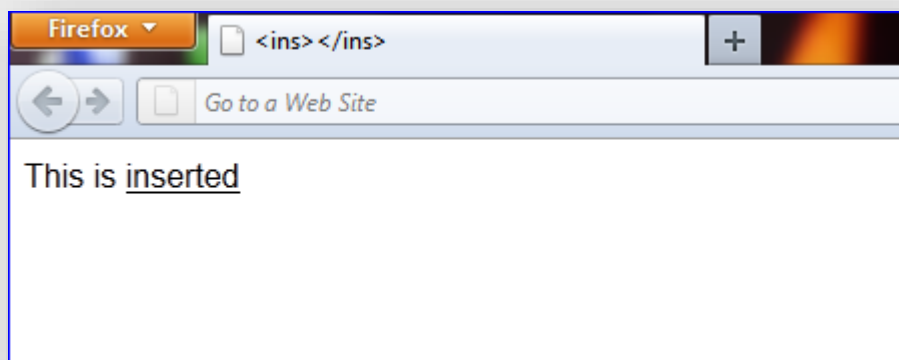 Firefox
<ins></ins>
Go to a Web Site
This is inserted